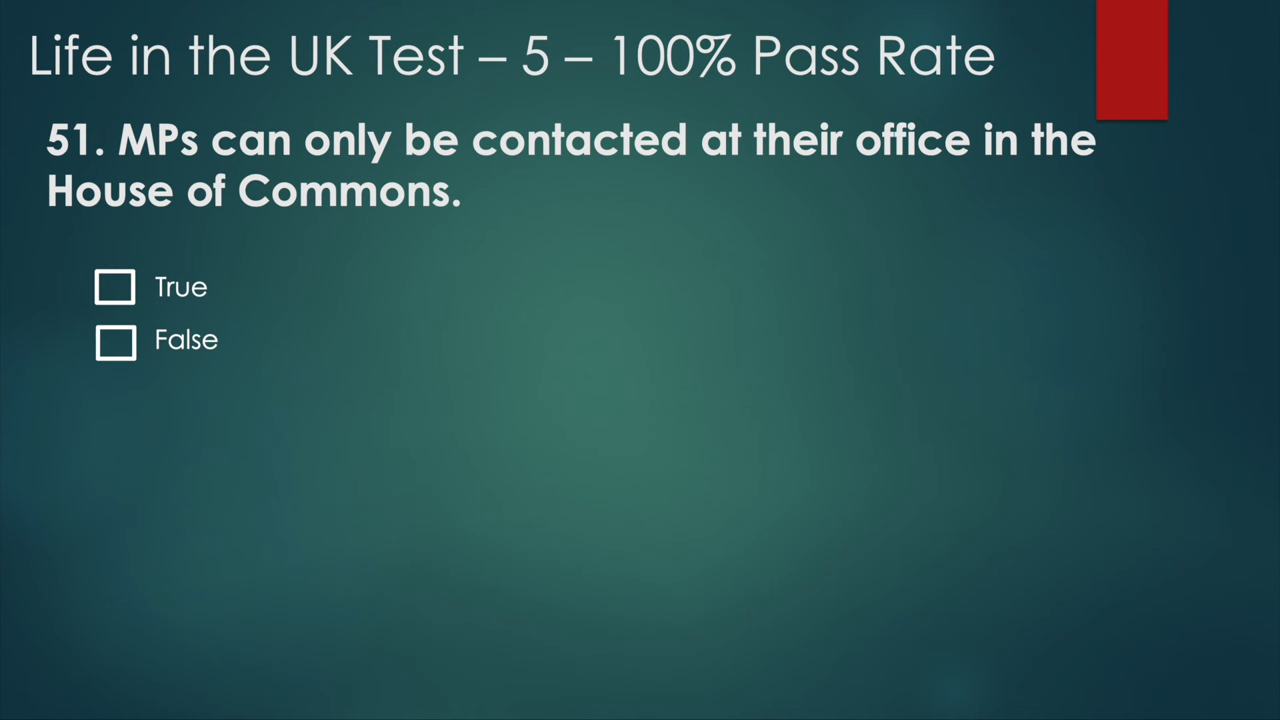 Life in the UK Test – 5 – 100% Pass Rate
51. MPs can only be contacted at their office in the
House of Commons.
True
False